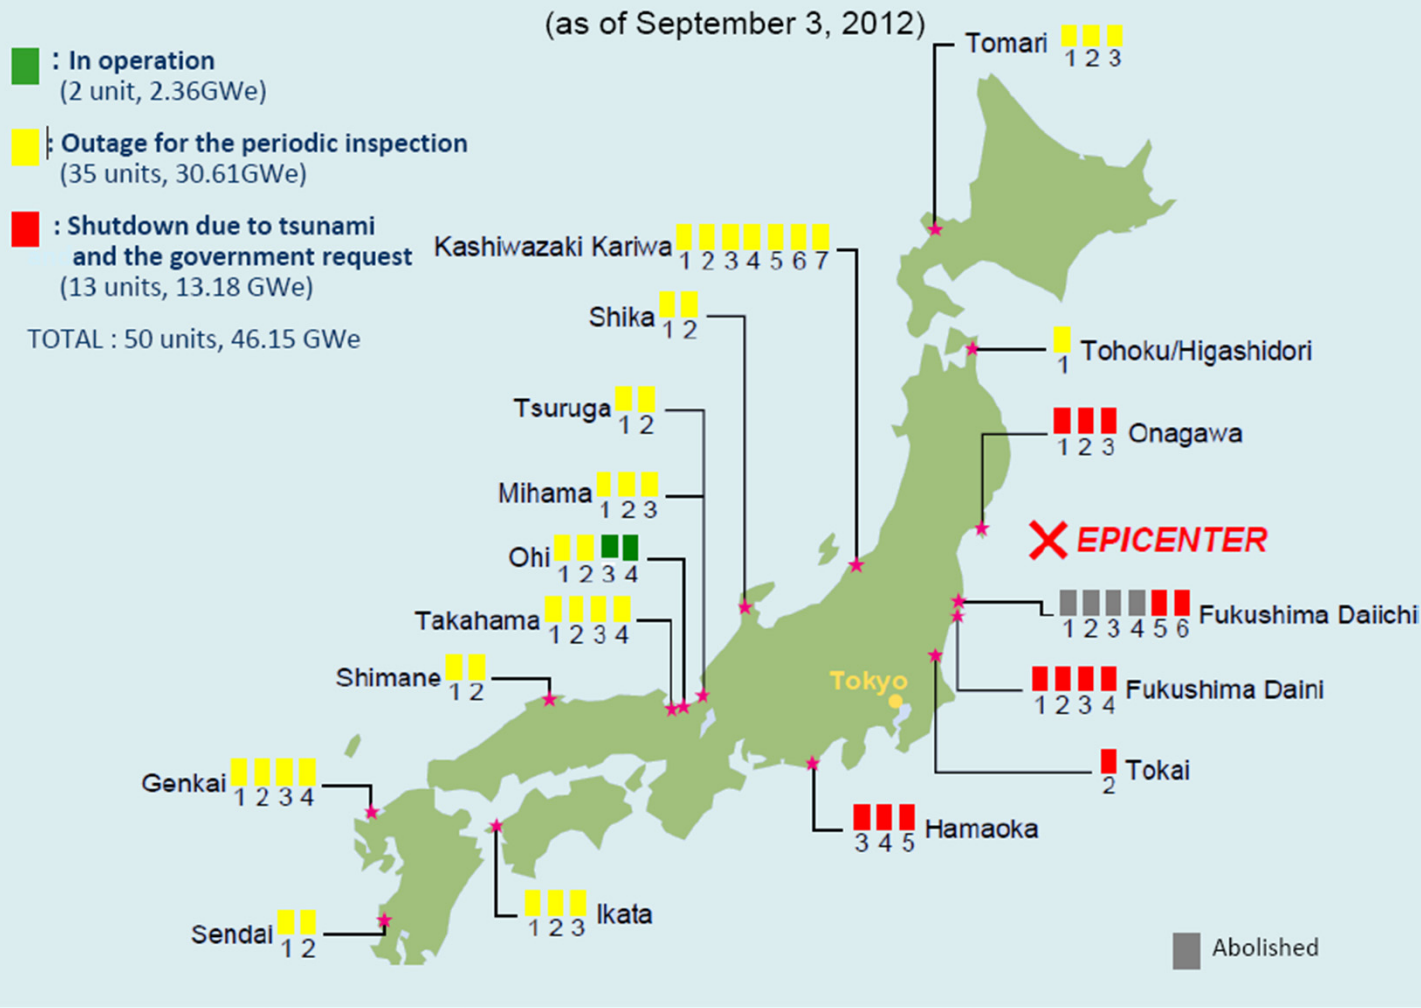 (as of September 3, 2012)
: In operation
(2 unit, 2.36GWe)
: Outage for the periodic inspection
(35 units, 30.61GWe)
: Shutdown due to tsunami
and the government request
(13 units, 13.18 GWe)
TOTAL : 50 units, 46.15 GWe
Tomari
1 2 3
Kashiwazaki Kariwa
1 2 3 4 5 6 7
Shika
1 2
Tohoku/Higashidori
1
Tsuruga
1 2
Onagawa
1 2 3
Mihama
1 2 3
EPICENTER
Ohi
1 2 3 4
Takahama
1 2 3 4
Fukushima Daiichi
1 2 3 4 5 6
Shimane
1 2
Tokyo
Fukushima Daini
1 2 3 4
Genkai
1 2 3 4
Tokai
2
Hamaoka
3 4 5
Ikata
1 2 3
Sendai
1 2
Abolished